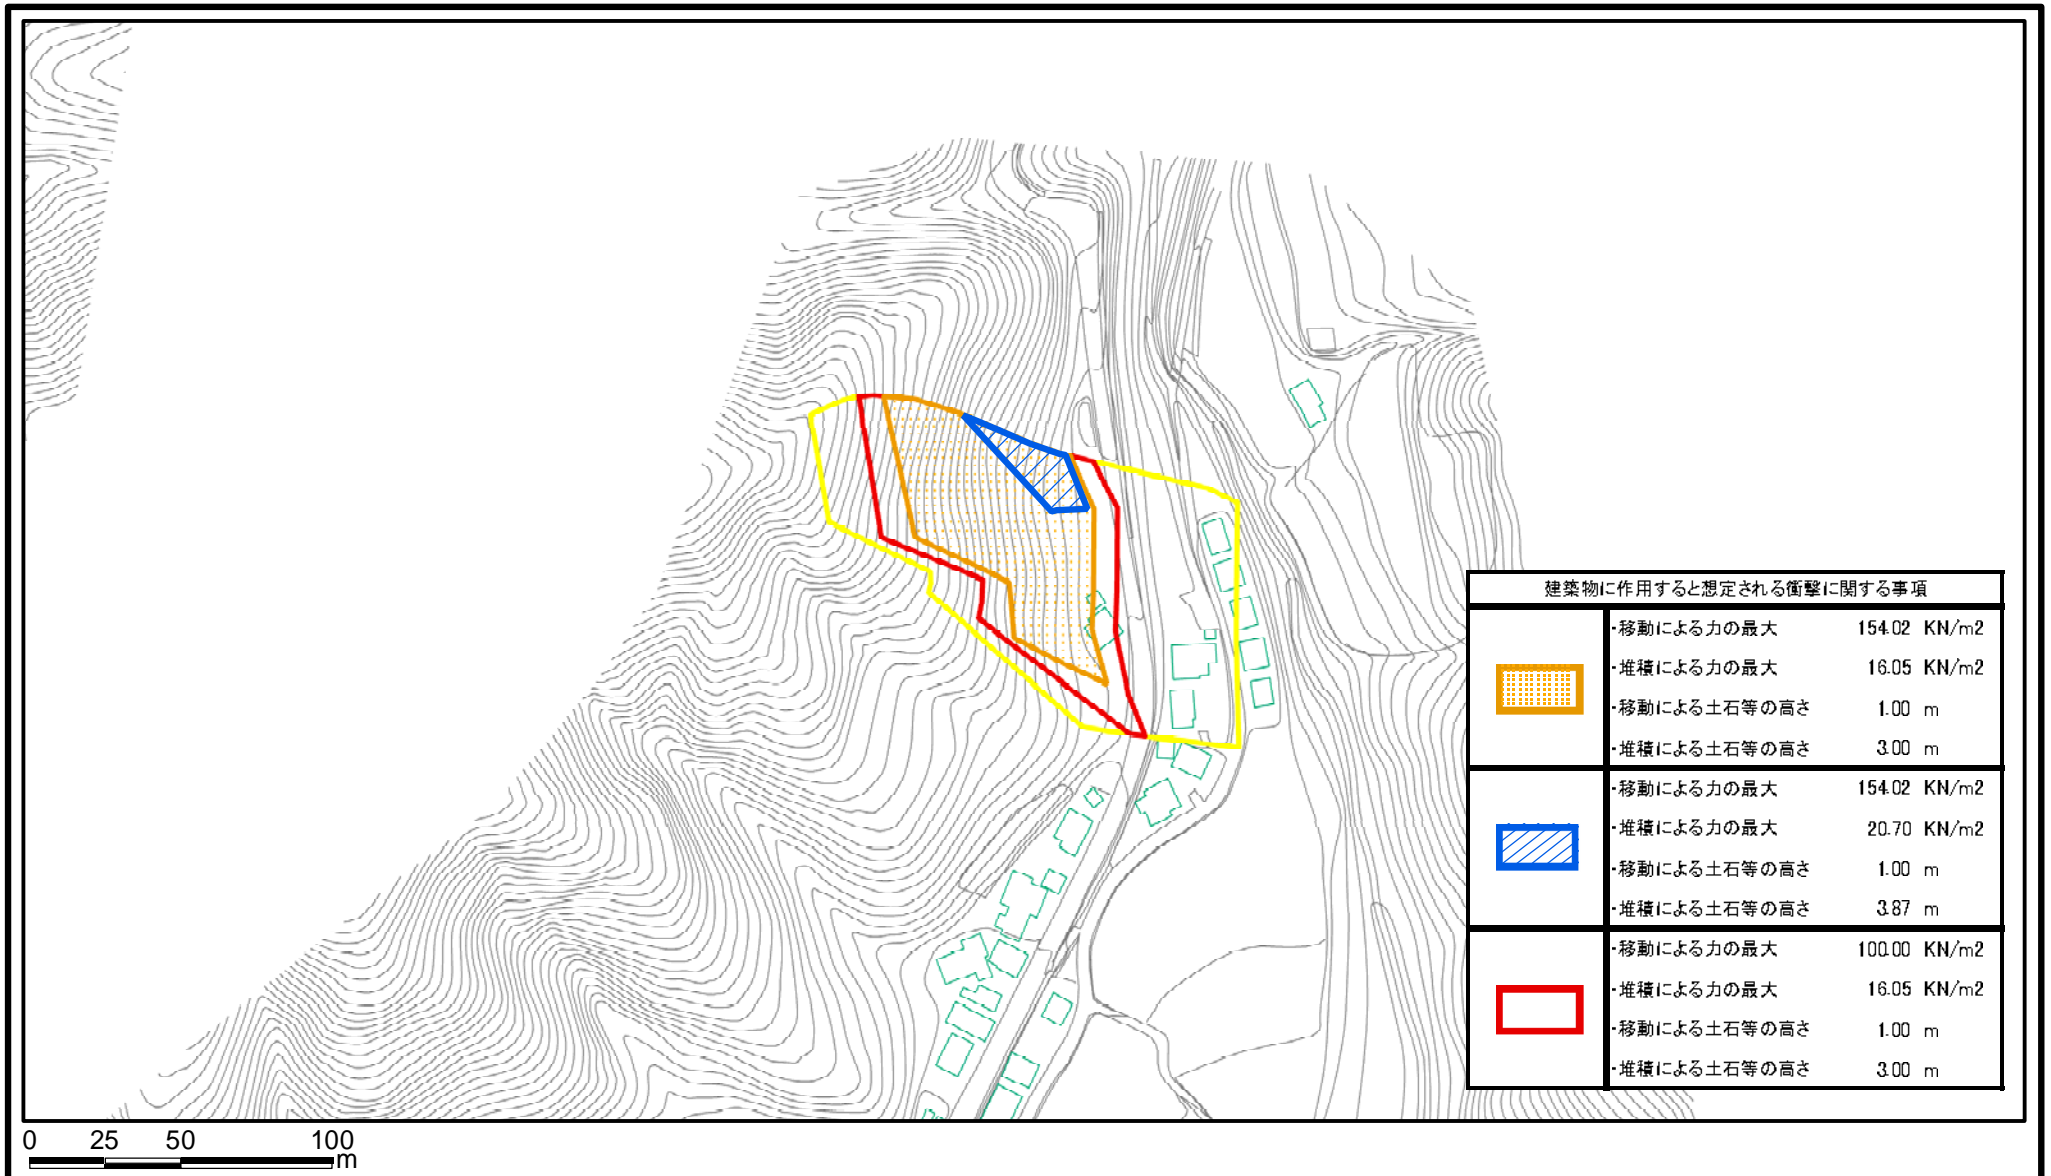 建築物に作用すると想定される衝撃に関する事項
・移動による力の最大 154.02 KN/m2
・堆積による力の最大 16.05 KN/m2
・移動による土石等の高さ 1.00 m
・堆積による土石等の高さ 3.00 m
・移動による力の最大 154.02 KN/m2
・堆積による力の最大 20.70 KN/m2
・移動による土石等の高さ 1.00 m
・堆積による土石等の高さ 3.87 m
・移動による力の最大 100.00 KN/m2
・堆積による力の最大 16.05 KN/m2
・移動による土石等の高さ 1.00 m
・堆積による土石等の高さ 3.00 m
0 25 50 100
m